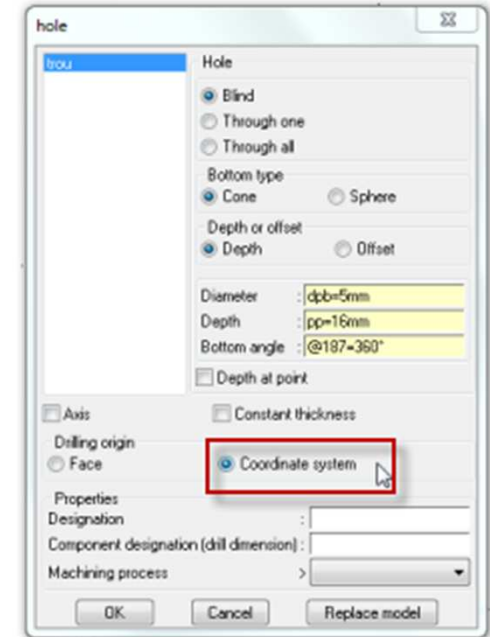 hole
trou
Hole
Blind
Through one
Through all
Bottom type
Cone Sphere
Depth or offset
Depth Offset
Diameter : dpb=5mm
Depth : pp=16mm
Bottom angle : @187=360°
Depth at point
Axis Constant thickness
Drilling origin
Face Coordinate system
Properties
Designation :
Component designation (drill dimension) :
Machining process >
OK Cancel Replace model